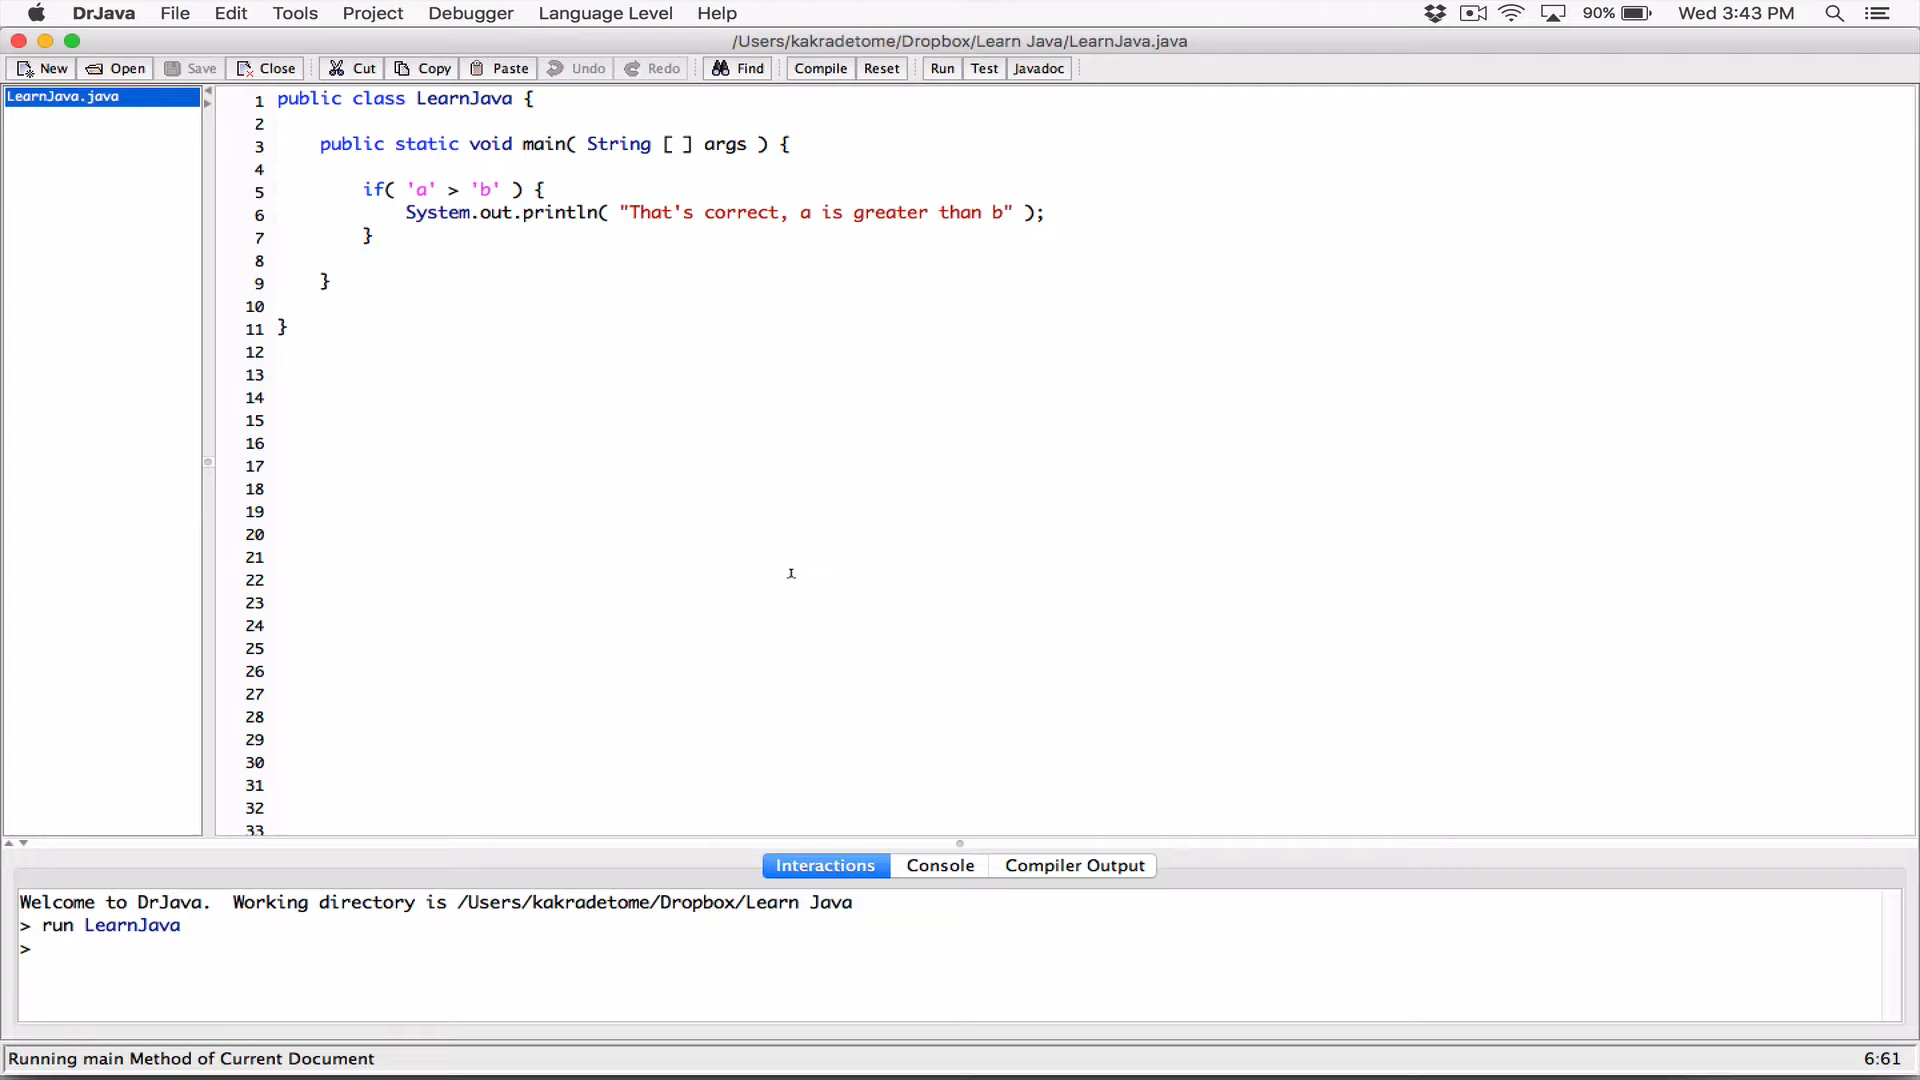 DrJava File Edit Tools Project Debugger Language Level Help 90% Wed 3:43 PM
/Users/kakradetome/Dropbox/Learn Java/LearnJava.java
New Open Save Close Cut Copy Paste Undo Redo Find Compile Reset Run Test Javadoc
LearnJava.java
1 public class LearnJava {
2
3 public static void main( String [ ] args ) {
4
5 if( 'a' > 'b' ) {
6 System.out.println( "That's correct, a is greater than b" );
7 }
8
9 }
10
11 }
12
13
14
15
16
17
18
19
20
21
22
23
24
25
26
27
28
29
30
31
32
33
Interactions Console Compiler Output
Welcome to DrJava.  Working directory is /Users/kakradetome/Dropbox/Learn Java
> run LearnJava
>
Running main Method of Current Document 6:61